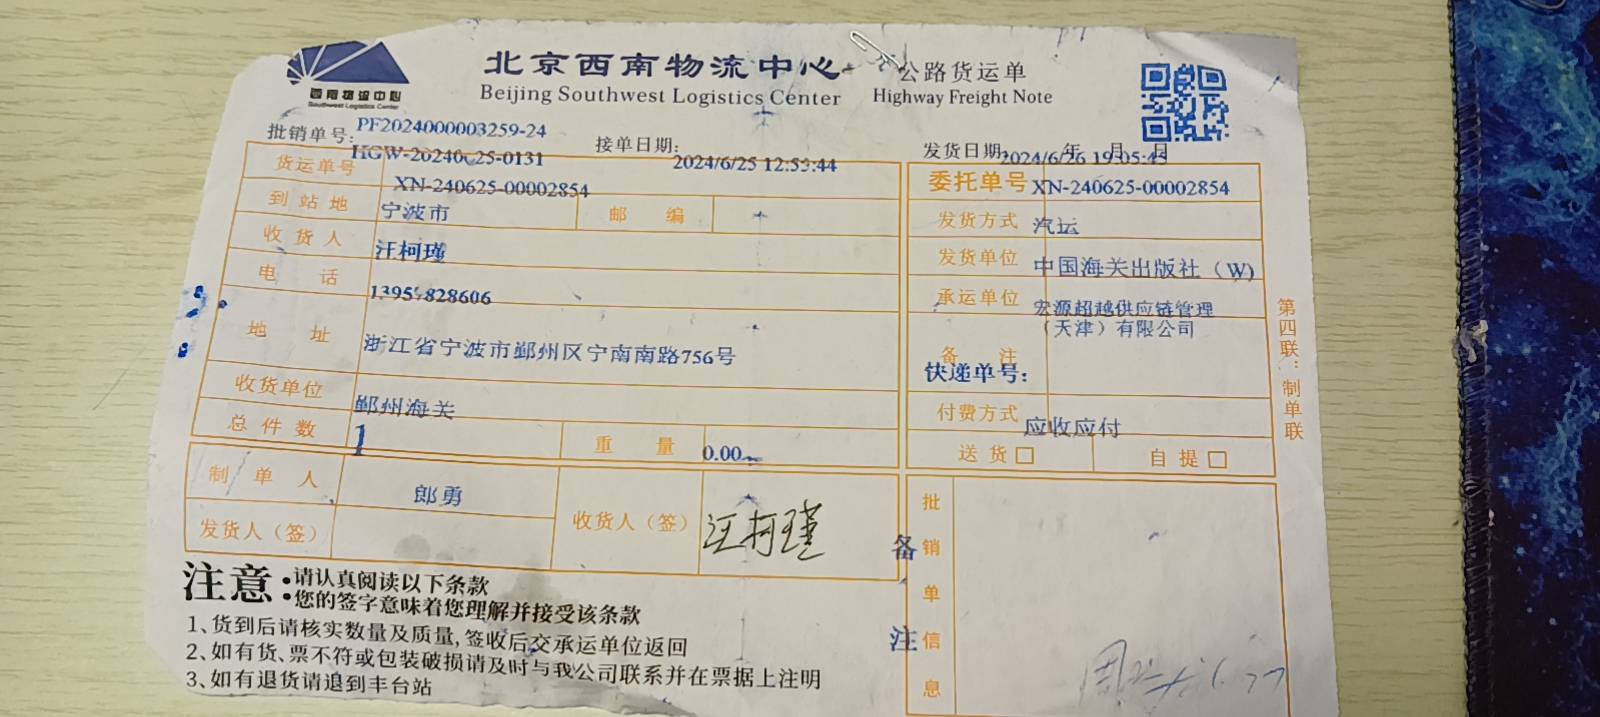 北京西南物流中心
公路货运单
西南物流中心
Southwest Logistics Center
Beijing Southwest Logistics Center
Highway Freight Note
批销单号:
PF2024000003259-24
接单日期:
2024/6/25 12:53:44
发货日期
年 月 日
2024/6/26 19:05:45
货运单号
HGW-20240625-0131
XN-240625-00002854
委托单号
XN-240625-00002854
到站地
宁波市
邮编
发货方式
汽运
收货人
汪柯瑾
发货单位
中国海关出版社（W)
电话
承运单位
宏源超越供应链管理
（天津）有限公司
地址
浙江省宁波市鄞州区宁南南路756号
备注
快递单号:
收货单位
鄞州海关
付费方式
应收应付
总件数
1
重量
0.00
送货□
自提□
制单人
郎勇
收货人（签）
汪柯瑾
发货人（签）
批销单信息
备注
第四联：制单联
注意:
请认真阅读以下条款
您的签字意味着您理解并接受该条款
1、货到后请核实数量及质量,签收后交承运单位返回
2、如有货、票不符或包装破损请及时与我公司联系并在票据上注明
3、如有退货请退到丰台站